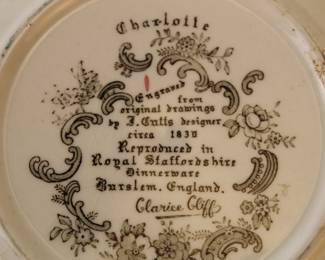 Charlotte
Engraved
from
original drawings
by J. Cutts designer
circa 1830
Reproduced in
Royal Staffordshire
Dinnerware
Burslem. England.
Clarice Cliff